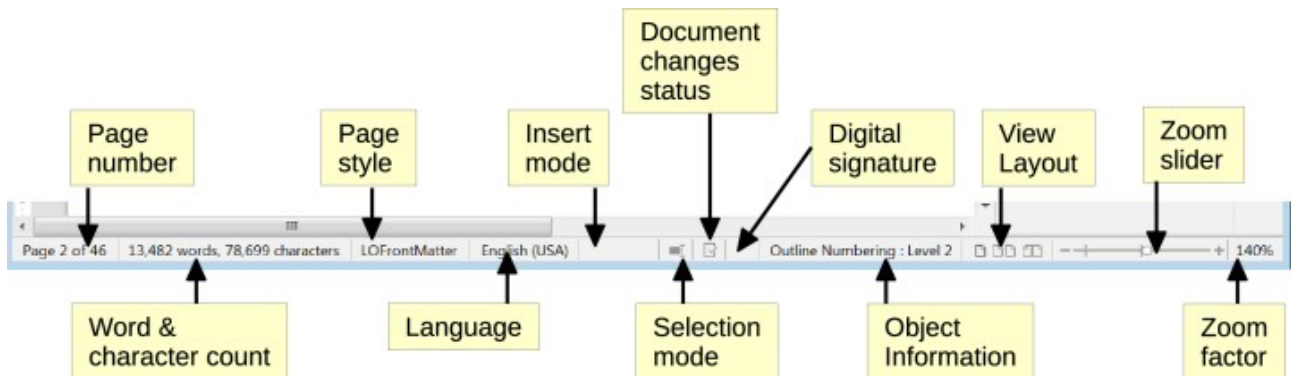 Document
changes
status
Page
number
Page
style
Insert
mode
Digital
signature
View
Layout
Zoom
slider
Page 2 of 46 13,482 words, 78,699 characters LOFrontMatter English (USA) Outline Numbering : Level 2 140%
Word &
character count
Language
Selection
mode
Object
Information
Zoom
factor